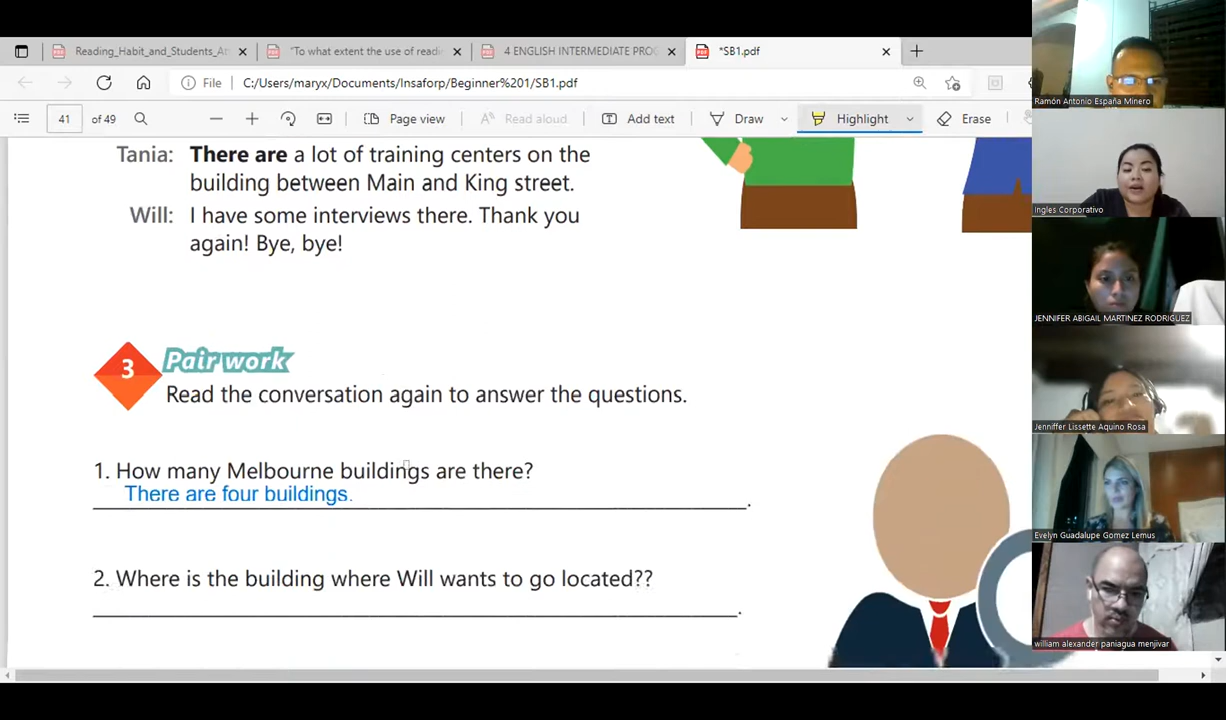 Reading_Habit_and_Students_At
"To what extent the use of readi
4 ENGLISH INTERMEDIATE PRO
*SB1.pdf
File
C:/Users/maryx/Documents/Insaforp/Beginner%201/SB1.pdf
41 of 49
Page view
Read aloud
Add text
Draw
Highlight
Erase
Tania: There are a lot of training centers on the
building between Main and King street.
Will: I have some interviews there. Thank you
again! Bye, bye!
3 Pair work
Read the conversation again to answer the questions.
1. How many Melbourne buildings are there?
There are four buildings.
2. Where is the building where Will wants to go located??
Ramón Antonio España Minero
Ingles Corporativo
JENNIFER ABIGAIL MARTINEZ RODRIGUEZ
Jenniffer Lissette Aquino Rosa
Evelyn Guadalupe Gomez Lemus
william alexander paniagua menjivar